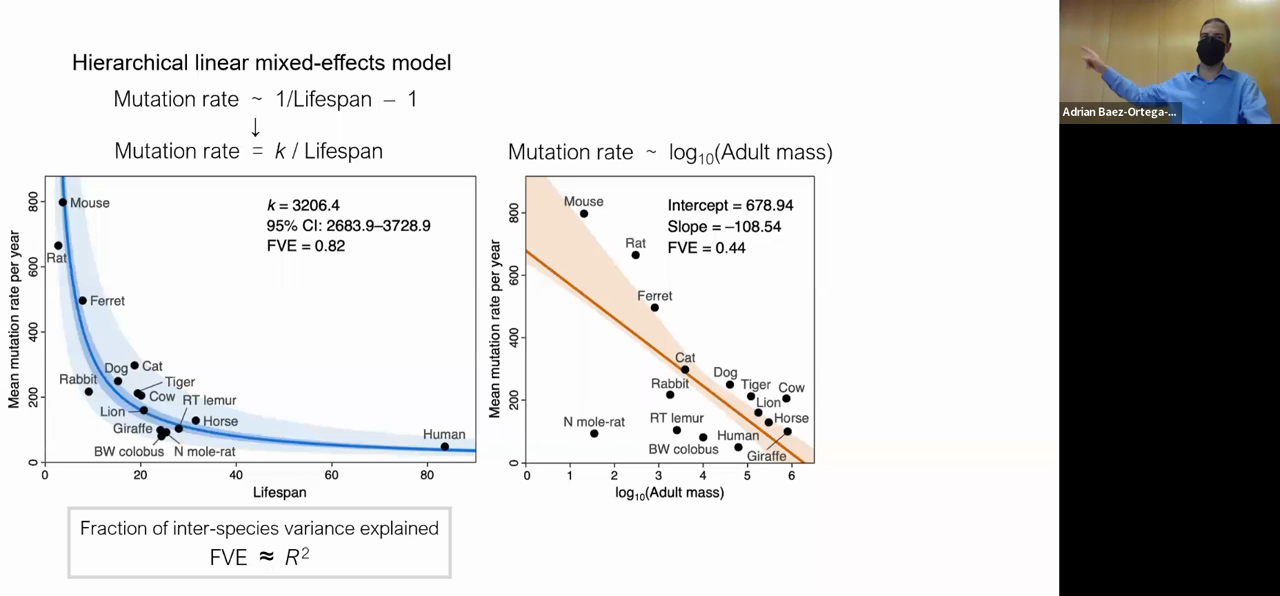 Hierarchical linear mixed-effects model
Mutation rate ~ 1/Lifespan – 1
↓
Mutation rate = k / Lifespan
Mean mutation rate per year
800
600
400
200
0
Mouse
Rat
Ferret
Rabbit
Dog
Cat
Tiger
Cow
Lion
RT lemur
Giraffe
Horse
BW colobus
N mole-rat
Human
k = 3206.4
95% CI: 2683.9–3728.9
FVE = 0.82
0 20 40 60 80
Lifespan
Fraction of inter-species variance explained
FVE ≈ R²
Mutation rate ~ log₁₀(Adult mass)
Mean mutation rate per year
800
600
400
200
0
Mouse
Rat
Ferret
Cat
Rabbit
Dog
Tiger
Cow
Lion
N mole-rat
RT lemur
Horse
BW colobus
Human
Giraffe
Intercept = 678.94
Slope = –108.54
FVE = 0.44
0 1 2 3 4 5 6
log₁₀(Adult mass)
Adrian Baez-Ortega-...